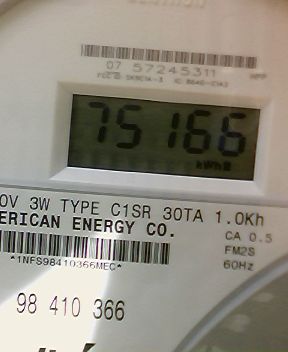 07 57245311
75166
kWh
0V 3W TYPE C1SR 30TA 1.0Kh
ERICAN ENERGY CO.
CA 0.5
FM2S
*1NFS98410366MEC*
60Hz
98 410 366